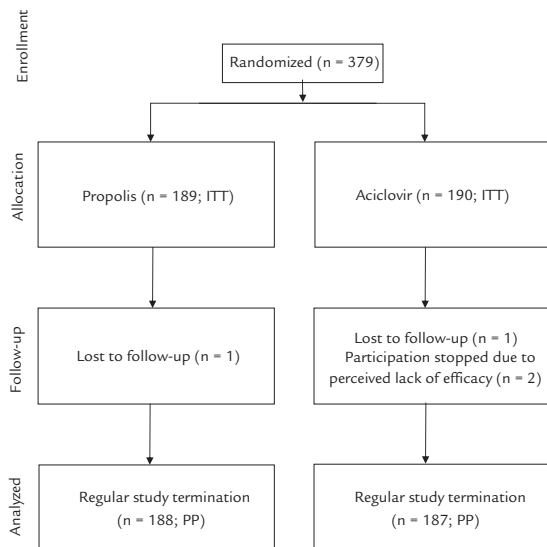 Enrollment
Randomized (n = 379)
Allocation
Propolis (n = 189; ITT)
Aciclovir (n = 190; ITT)
Follow-up
Lost to follow-up (n = 1)
Lost to follow-up (n = 1)
Participation stopped due to
perceived lack of efficacy (n = 2)
Analyzed
Regular study termination
(n = 188; PP)
Regular study termination
(n = 187; PP)